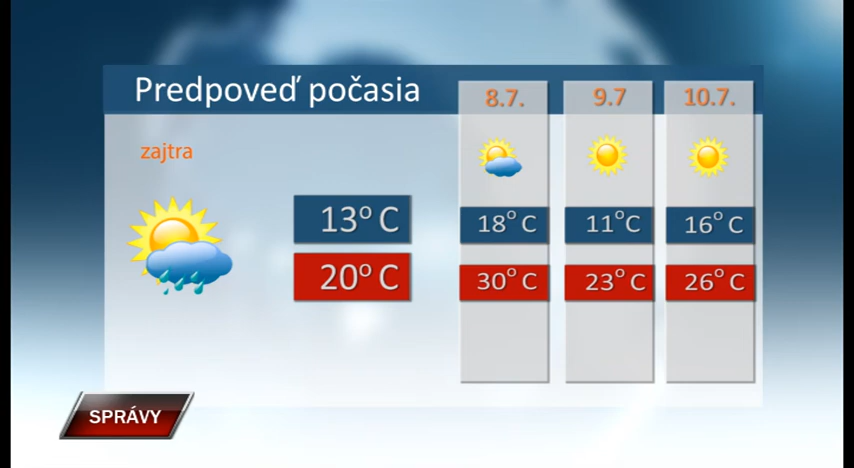 Predpoveď počasia
zajtra
13° C
20° C
8.7.
18° C
30° C
9.7
11°C
23° C
10.7.
16° C
26° C
SPRÁVY